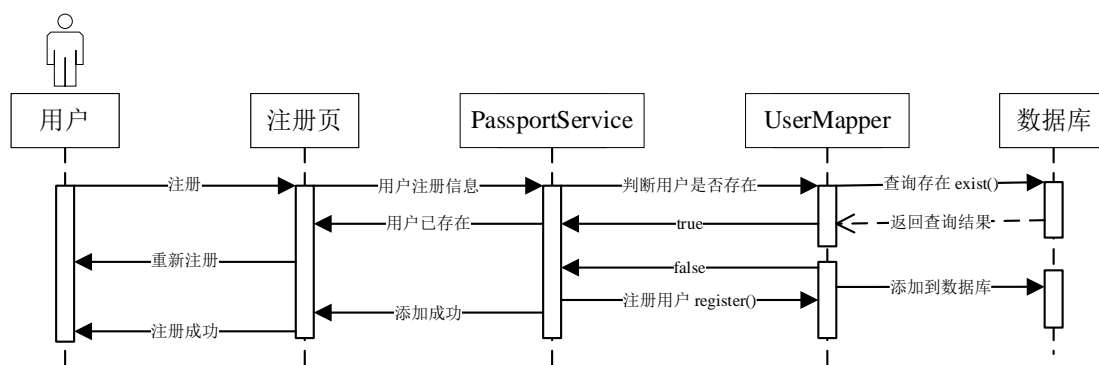 用户
注册页
PassportService
UserMapper
数据库
注册
用户注册信息
判断用户是否存在
查询存在 exist()
用户已存在
true
返回查询结果
重新注册
false
注册用户 register()
添加到数据库
添加成功
注册成功